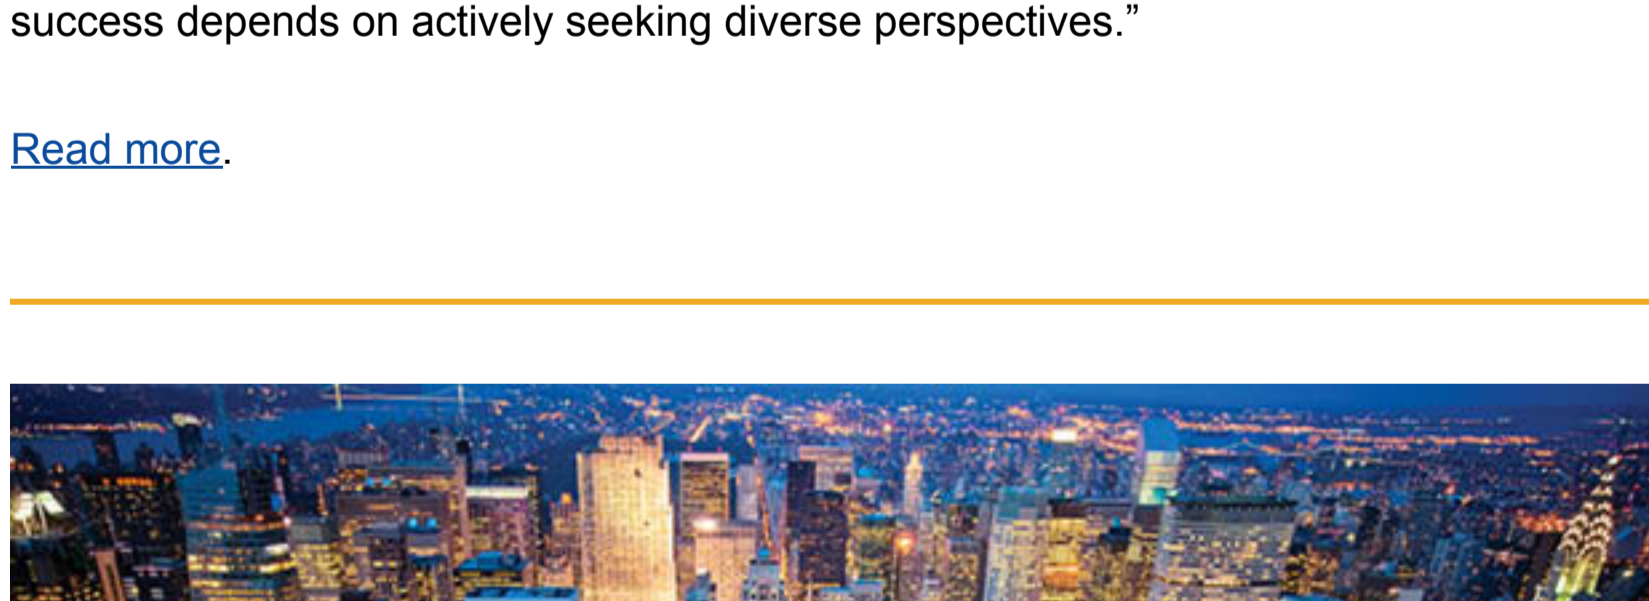 success depends on actively seeking diverse perspectives.”
Read more.